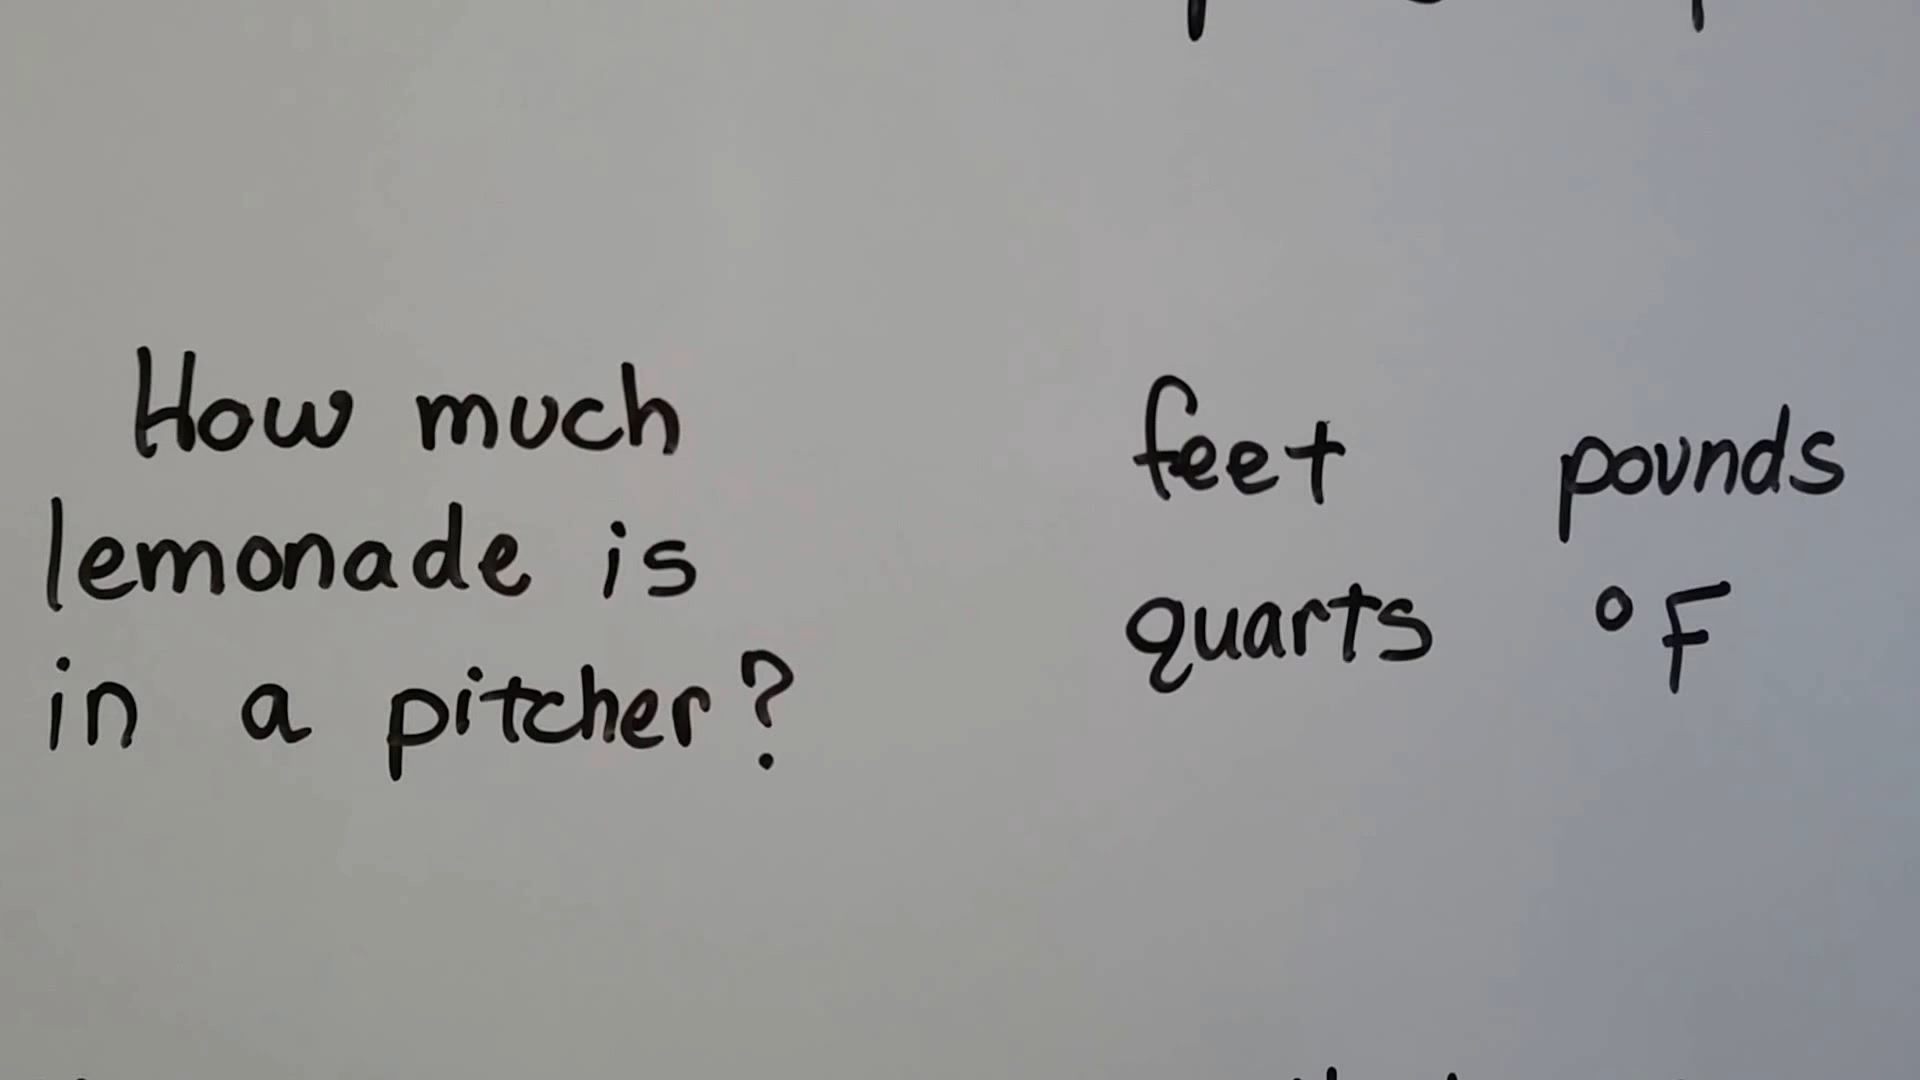 How much
lemonade is
in a pitcher?
feet pounds
quarts °F